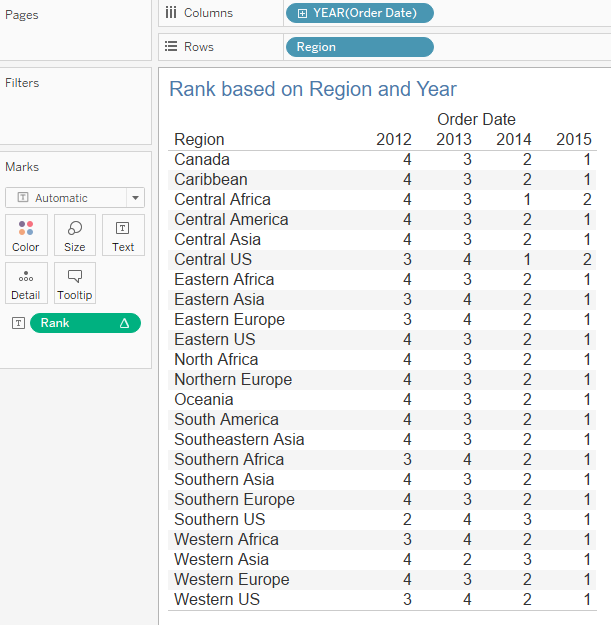 Pages
Columns
YEAR(Order Date)
Rows
Region
Filters
Marks
T Automatic
Color
Size
T
Text
Detail
Tooltip
T Rank
Rank based on Region and Year
Order Date
Region 2012 2013 2014 2015
Canada 4 3 2 1
Caribbean 4 3 2 1
Central Africa 4 3 1 2
Central America 4 3 2 1
Central Asia 4 3 2 1
Central US 3 4 1 2
Eastern Africa 4 3 2 1
Eastern Asia 3 4 2 1
Eastern Europe 3 4 2 1
Eastern US 4 3 2 1
North Africa 4 3 2 1
Northern Europe 4 3 2 1
Oceania 4 3 2 1
South America 4 3 2 1
Southeastern Asia 4 3 2 1
Southern Africa 3 4 2 1
Southern Asia 4 3 2 1
Southern Europe 4 3 2 1
Southern US 2 4 3 1
Western Africa 3 4 2 1
Western Asia 4 2 3 1
Western Europe 4 3 2 1
Western US 3 4 2 1